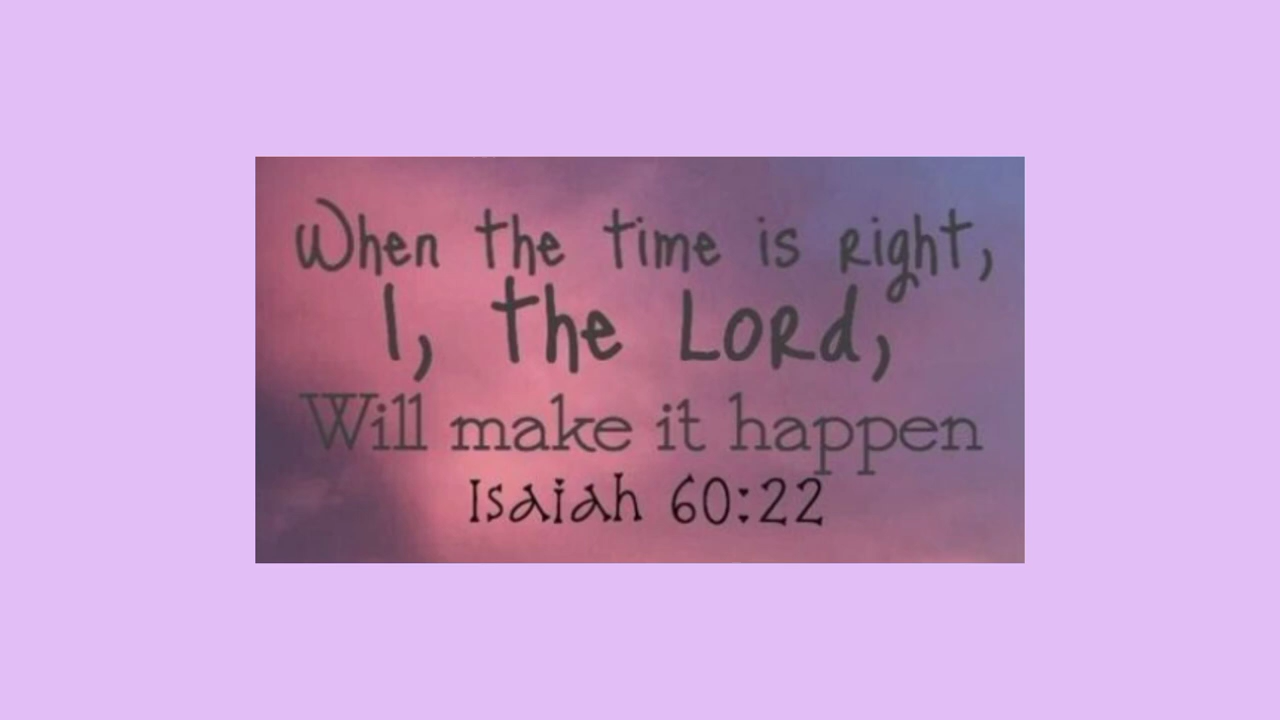 When the time is Right,
I, the LORd,
Will make it happen
Isaiah 60:22